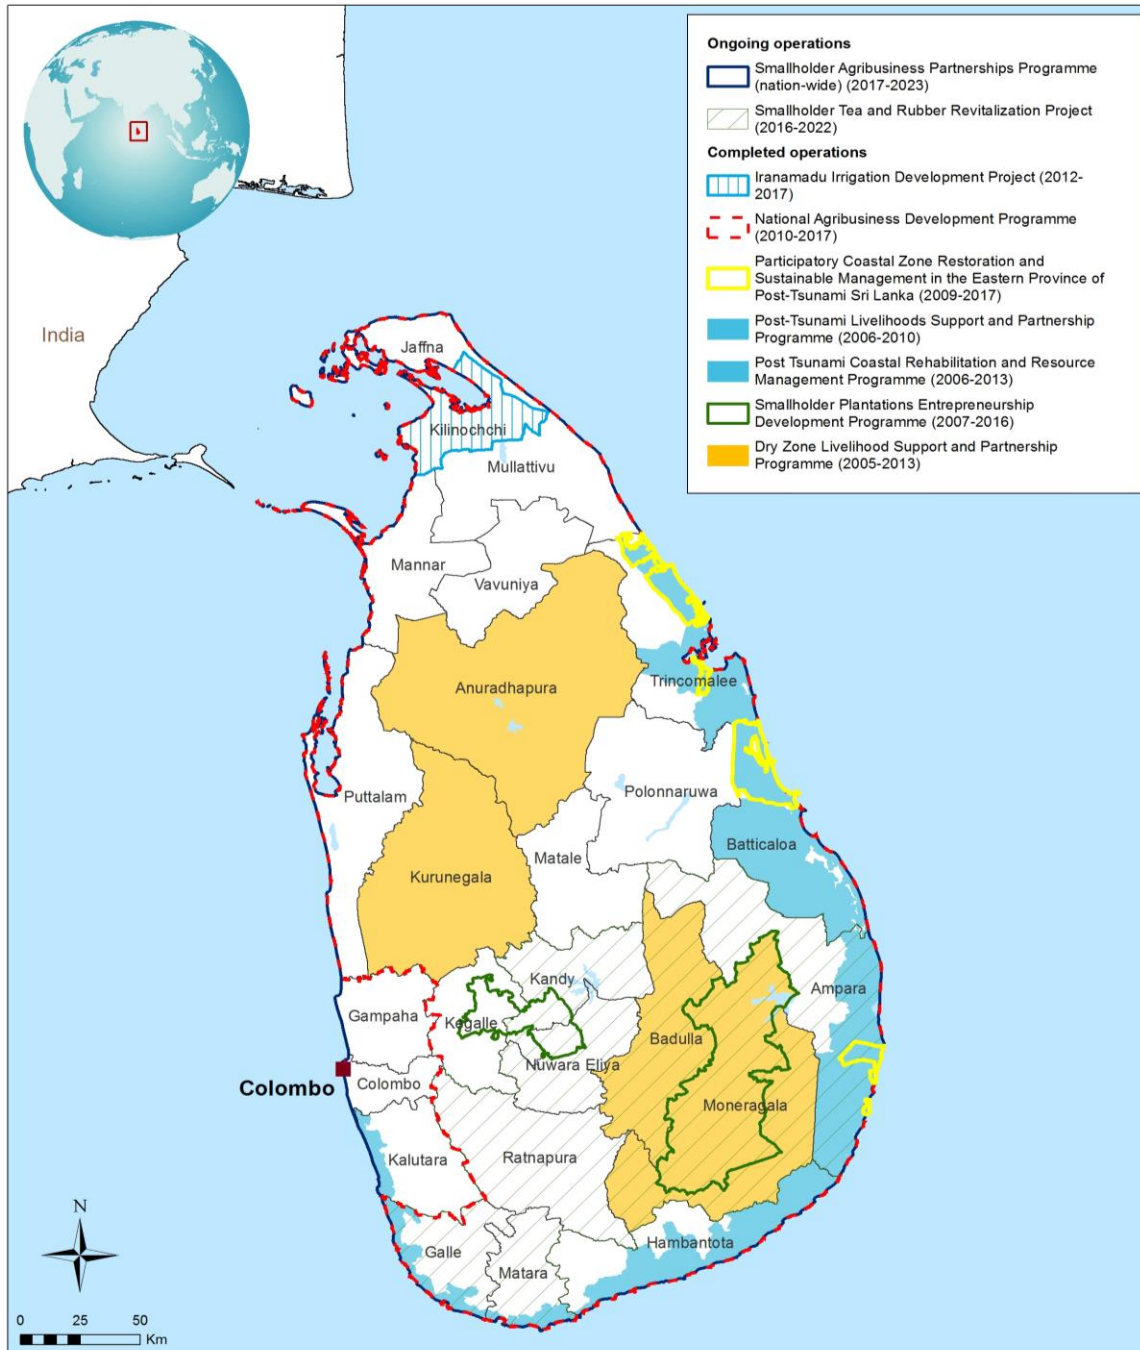 Ongoing operations
Smallholder Agribusiness Partnerships Programme
(nation-wide) (2017-2023)
Smallholder Tea and Rubber Revitalization Project
(2016-2022)
Completed operations
Iranamadu Irrigation Development Project (2012-
2017)
National Agribusiness Development Programme
(2010-2017)
Participatory Coastal Zone Restoration and
Sustainable Management in the Eastern Province of
Post-Tsunami Sri Lanka (2009-2017)
Post-Tsunami Livelihoods Support and Partnership
Programme (2006-2010)
Post Tsunami Coastal Rehabilitation and Resource
Management Programme (2006-2013)
Smallholder Plantations Entrepreneurship
Development Programme (2007-2016)
Dry Zone Livelihood Support and Partnership
Programme (2005-2013)
India
Jaffna
Kilinochchi
Mullattivu
Mannar
Vavuniya
Anuradhapura
Trincomalee
Puttalam
Polonnaruwa
Batticaloa
Matale
Kurunegala
Kandy
Ampara
Gampaha
Kegalle
Badulla
Nuwara Eliya
Colombo
Colombo
Moneragala
Kalutara
Ratnapura
Galle
Hambantota
Matara
N
0 25 50
Km